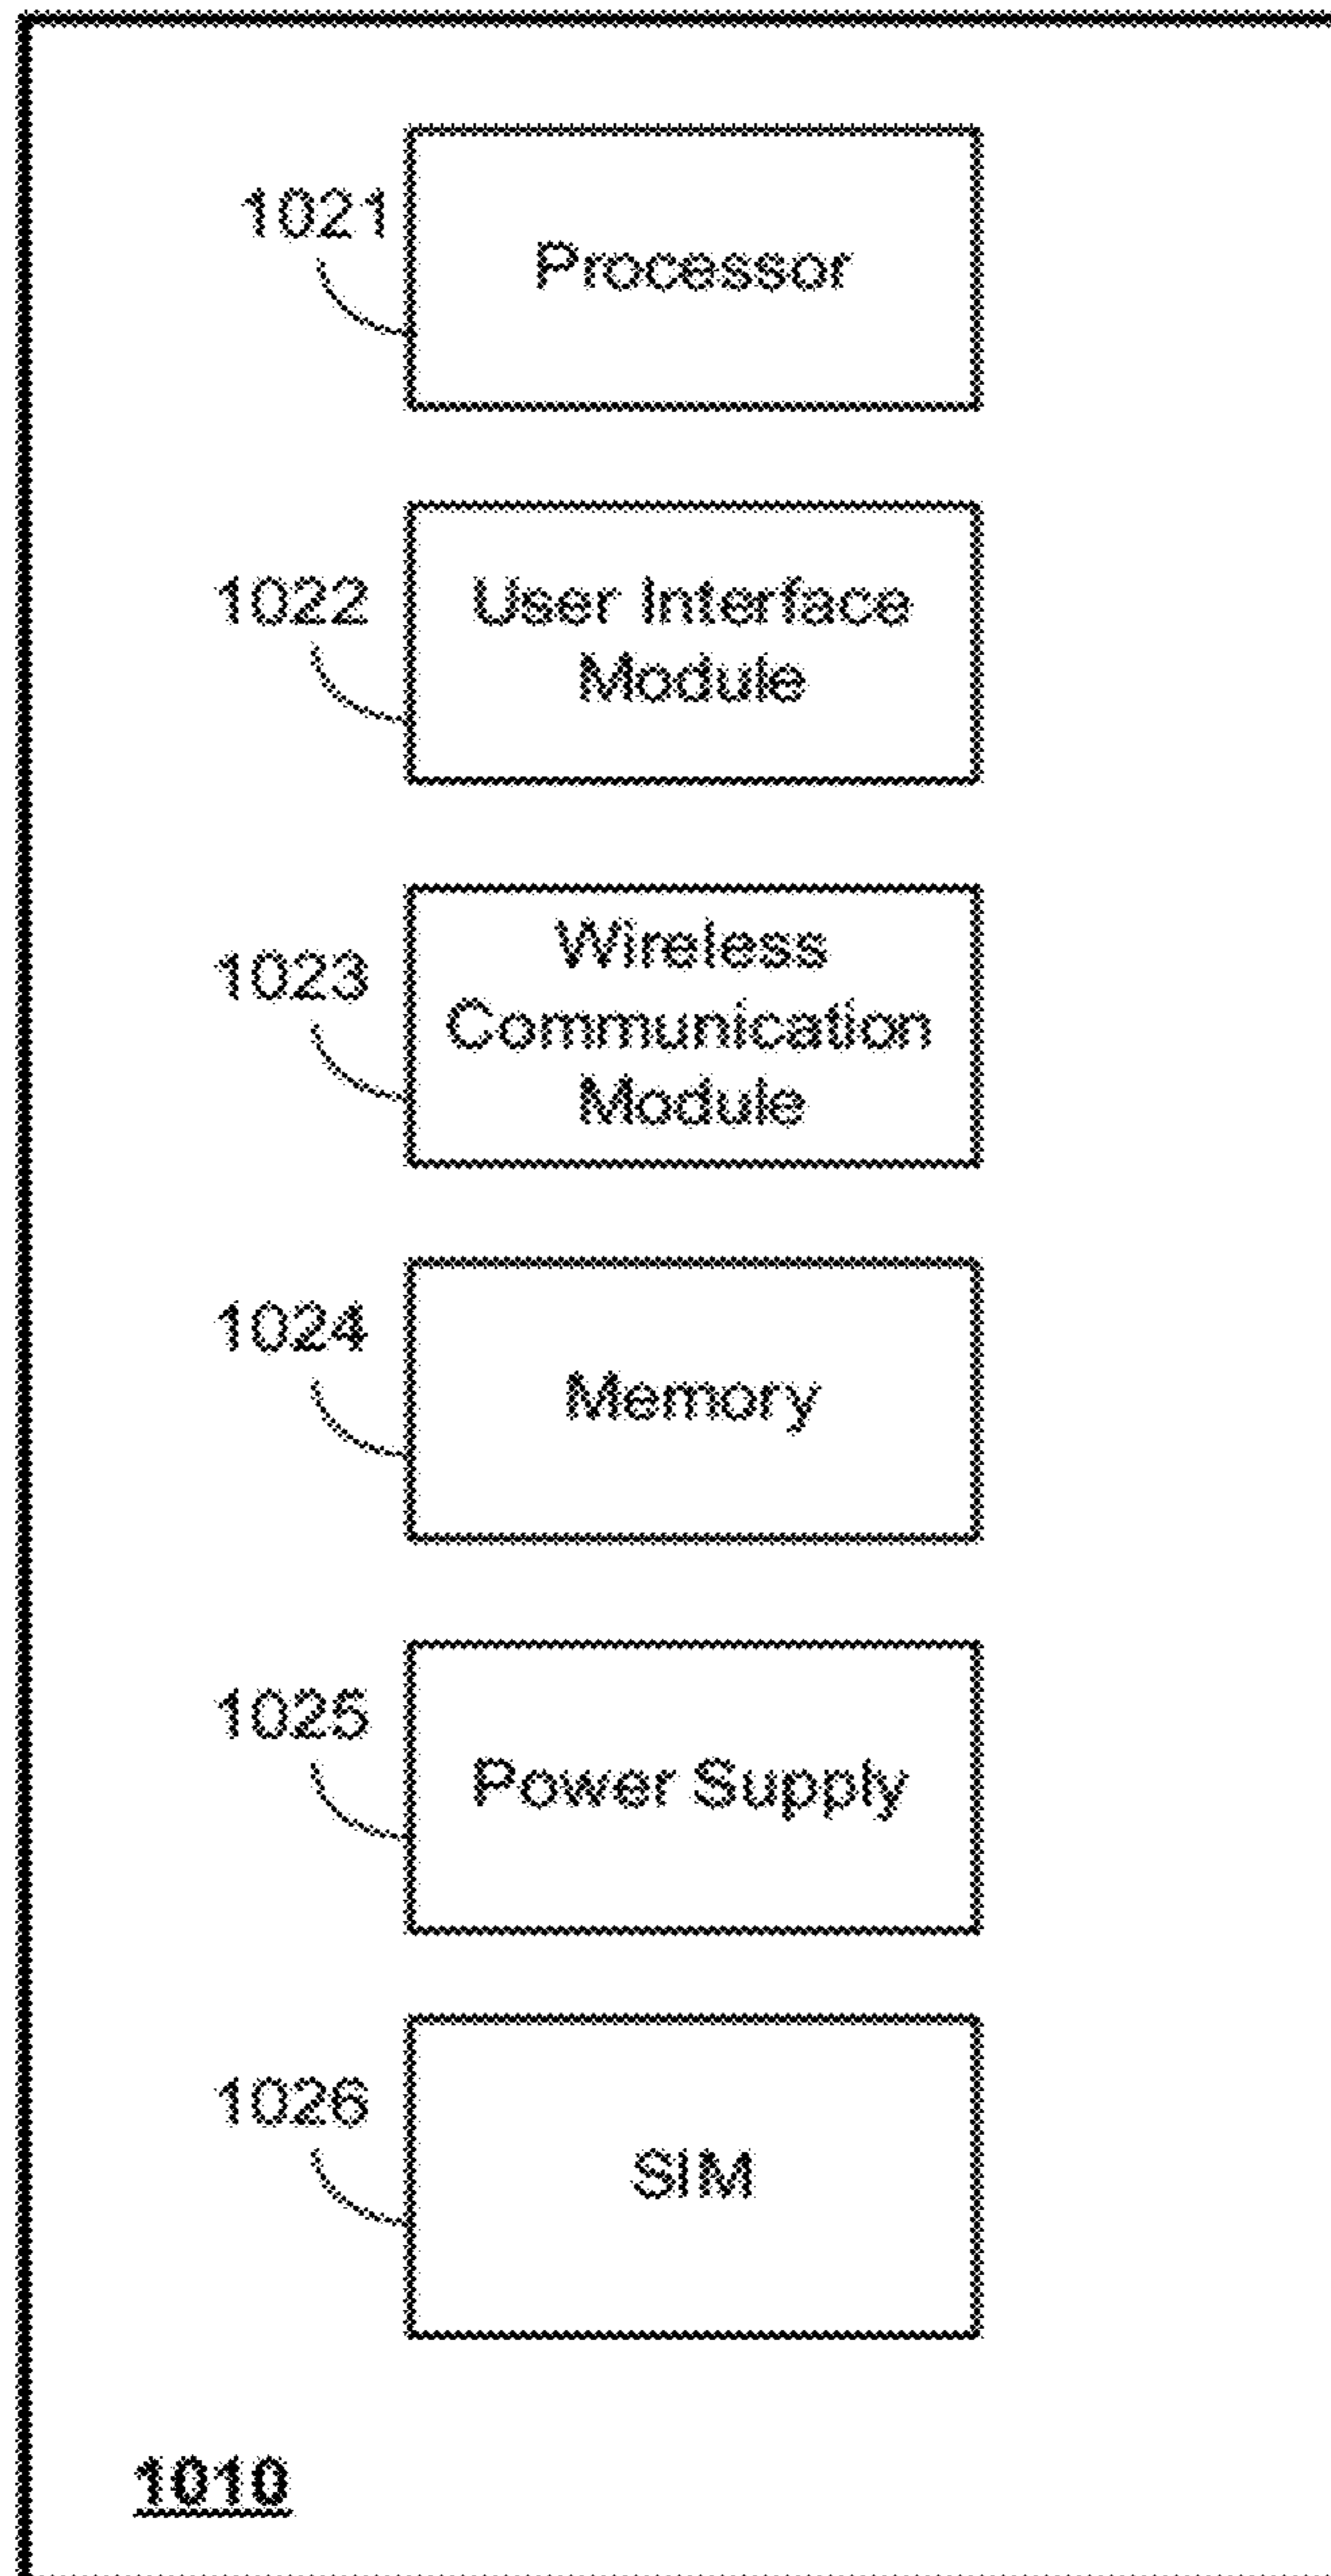 1021
Processor
1022
User Interface
Module
1023
Wireless
Communication
Module
1024
Memory
1025
Power Supply
1026
SIM
1010